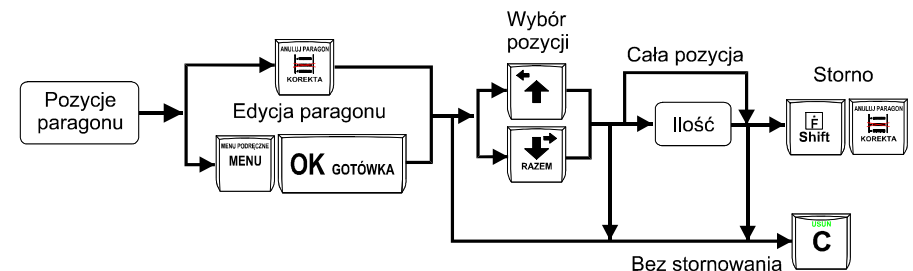 Wybór
pozycji
Cała pozycja
Storno
ANULUJ PARAGON
KOREKTA
Pozycje
paragonu
Edycja paragonu
MENU PODRĘCZNE
MENU
OK GOTÓWKA
RAZEM
Ilość
F
Shift
ANULUJ PARAGON
KOREKTA
USUŃ
C
Bez stornowania